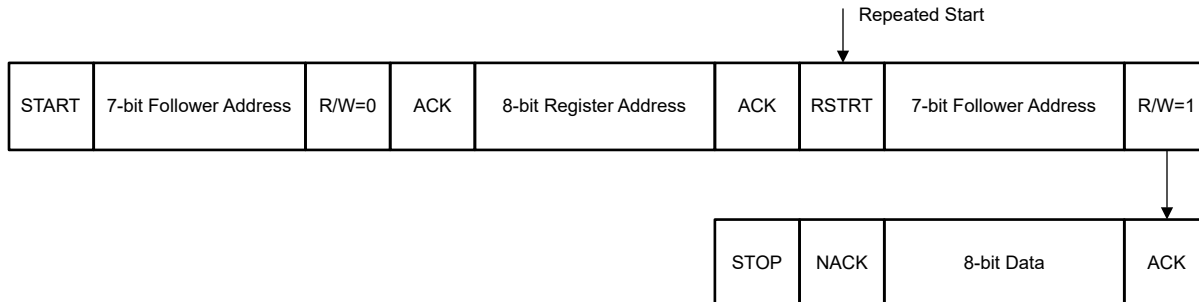 Repeated Start
START 7-bit Follower Address R/W=0 ACK 8-bit Register Address ACK RSTRT 7-bit Follower Address R/W=1
STOP NACK 8-bit Data ACK